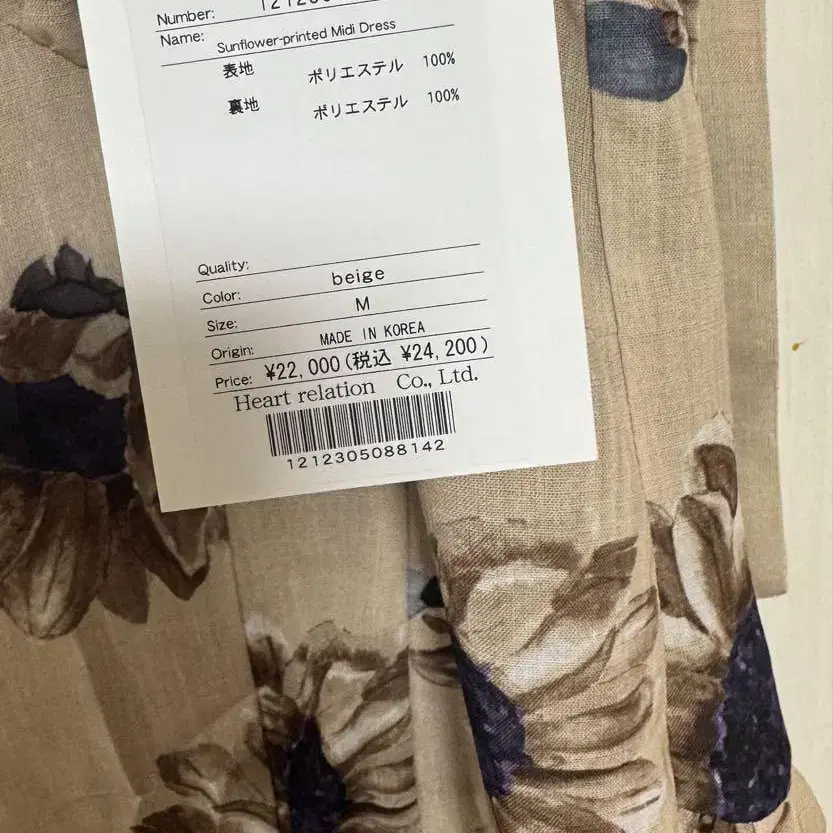 Number:
Name: Sunflower-printed Midi Dress
表地 ポリエステル 100%
裏地 ポリエステル 100%
Quality:
Color: beige
Size: M
Origin: MADE IN KOREA
Price: ¥22,000(税込 ¥24,200)
Heart relation Co., Ltd.
1212305088142